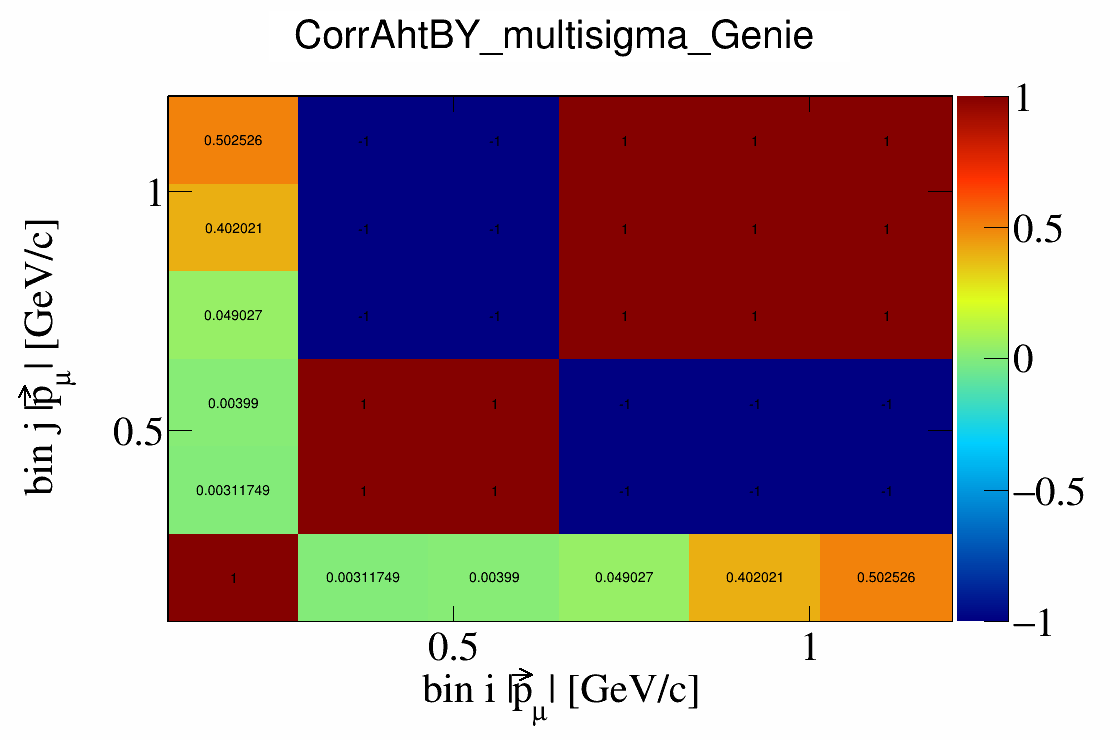 CorrAhtBY_multisigma_Genie
0.502526 -1 -1 1 1 1
0.402021 -1 -1 1 1 1
0.049027 -1 -1 1 1 1
0.00399 1 1 -1 -1 -1
0.00311749 1 1 -1 -1 -1
1 0.00311749 0.00399 0.049027 0.402021 0.502526
1
0.5
bin j |p⃗μ| [GeV/c]
0.5 1
bin i |p⃗μ| [GeV/c]
1
0.5
0
−0.5
−1